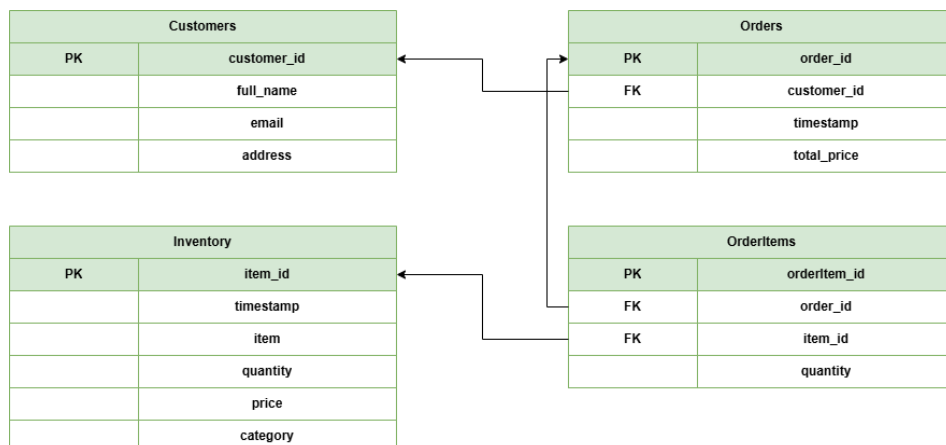 Customers
PK customer_id
full_name
email
address
Orders
PK order_id
FK customer_id
timestamp
total_price
Inventory
PK item_id
timestamp
item
quantity
price
category
OrderItems
PK orderItem_id
FK order_id
FK item_id
quantity